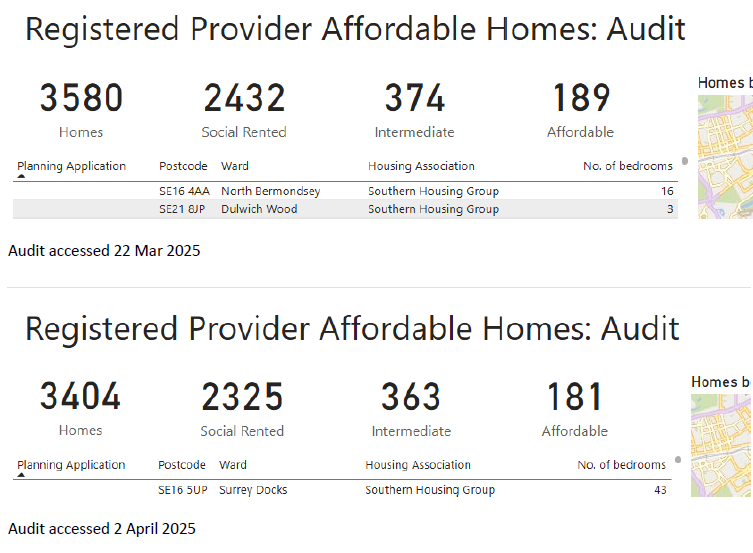 Registered Provider Affordable Homes: Audit
3580 2432 374 189
Homes Social Rented Intermediate Affordable
Homes b
Planning Application Postcode Ward Housing Association No. of bedrooms
SE16 4AA North Bermondsey Southern Housing Group 16
SE21 8JP Dulwich Wood Southern Housing Group 3
Audit accessed 22 Mar 2025
Registered Provider Affordable Homes: Audit
3404 2325 363 181
Homes b
Homes Social Rented Intermediate Affordable
Planning Application Postcode Ward Housing Association No. of bedrooms
SE16 5UP Surrey Docks Southern Housing Group 43
Audit accessed 2 April 2025